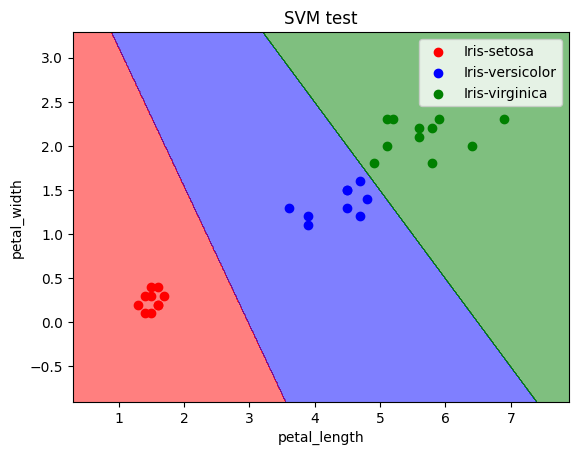 SVM test
Iris-setosa
Iris-versicolor
Iris-virginica
petal_width
3.0
2.5
2.0
1.5
1.0
0.5
0.0
−0.5
1 2 3 4 5 6 7
petal_length